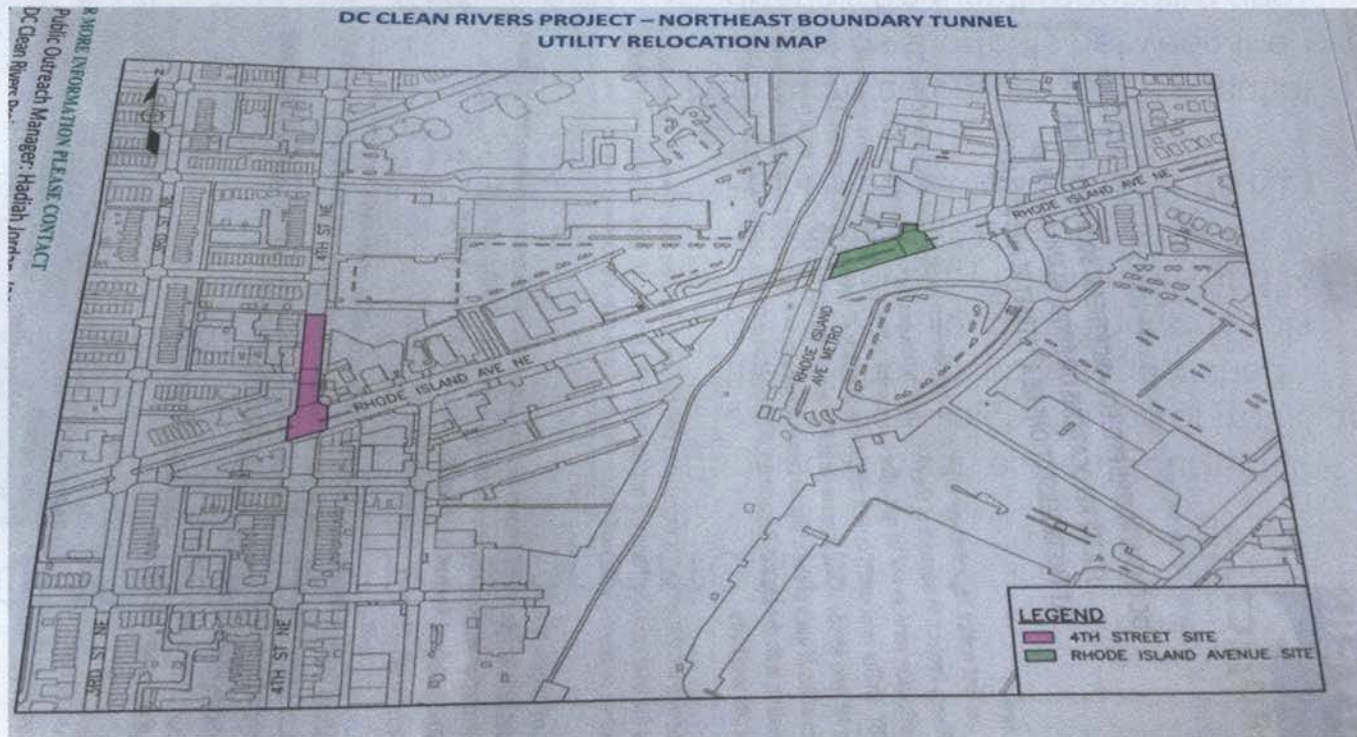 DC CLEAN RIVERS PROJECT – NORTHEAST BOUNDARY TUNNEL
UTILITY RELOCATION MAP
R MORE INFORMATION PLEASE CONTACT
Public Outreach Manager: Hadiah Jordan
DC Clean Rivers
3RD ST NE
4TH ST NE
RHODE ISLAND AVE NE
RHODE ISLAND AVE NE
RHODE ISLAND
AVE METRO
3RD ST NE
4TH ST NE
LEGEND
4TH STREET SITE
RHODE ISLAND AVENUE SITE